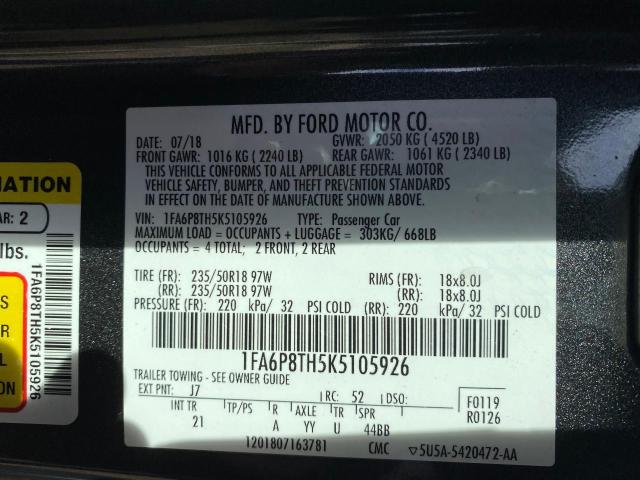 MFD. BY FORD MOTOR CO.
DATE: 07/18 GVWR: 2050 KG ( 4520 LB)
FRONT GAWR: 1016 KG ( 2240 LB) REAR GAWR: 1061 KG ( 2340 LB)
THIS VEHICLE CONFORMS TO ALL APPLICABLE FEDERAL MOTOR
VEHICLE SAFETY, BUMPER, AND THEFT PREVENTION STANDARDS
IN EFFECT ON THE DATE OF MANUFACTURE SHOWN ABOVE.
VIN: 1FA6P8TH5K5105926 TYPE: Passenger Car
MAXIMUM LOAD = OCCUPANTS + LUGGAGE = 303KG/ 668LB
OCCUPANTS = 4 TOTAL; 2 FRONT, 2 REAR
TIRE (FR): 235/50R18 97W RIMS (FR): 18x8.0J
(RR): 235/50R18 97W (RR): 18x8.0J
PRESSURE (FR): 220 kPa/ 32 PSI COLD (RR): 220 kPa/ 32 PSI COLD
1FA6P8TH5K5105926
TRAILER TOWING - SEE OWNER GUIDE
EXT PNT: J7 RC: 52 DSO: F0119
INT TR TP/PS R AXLE TR SPR R0126
21 A YY U 44BB
1201807163781 CMC ▽5U5A-5420472-AA
MATION
AR: 2
lbs.
1FA6P8TH5K5105926
S
R
L